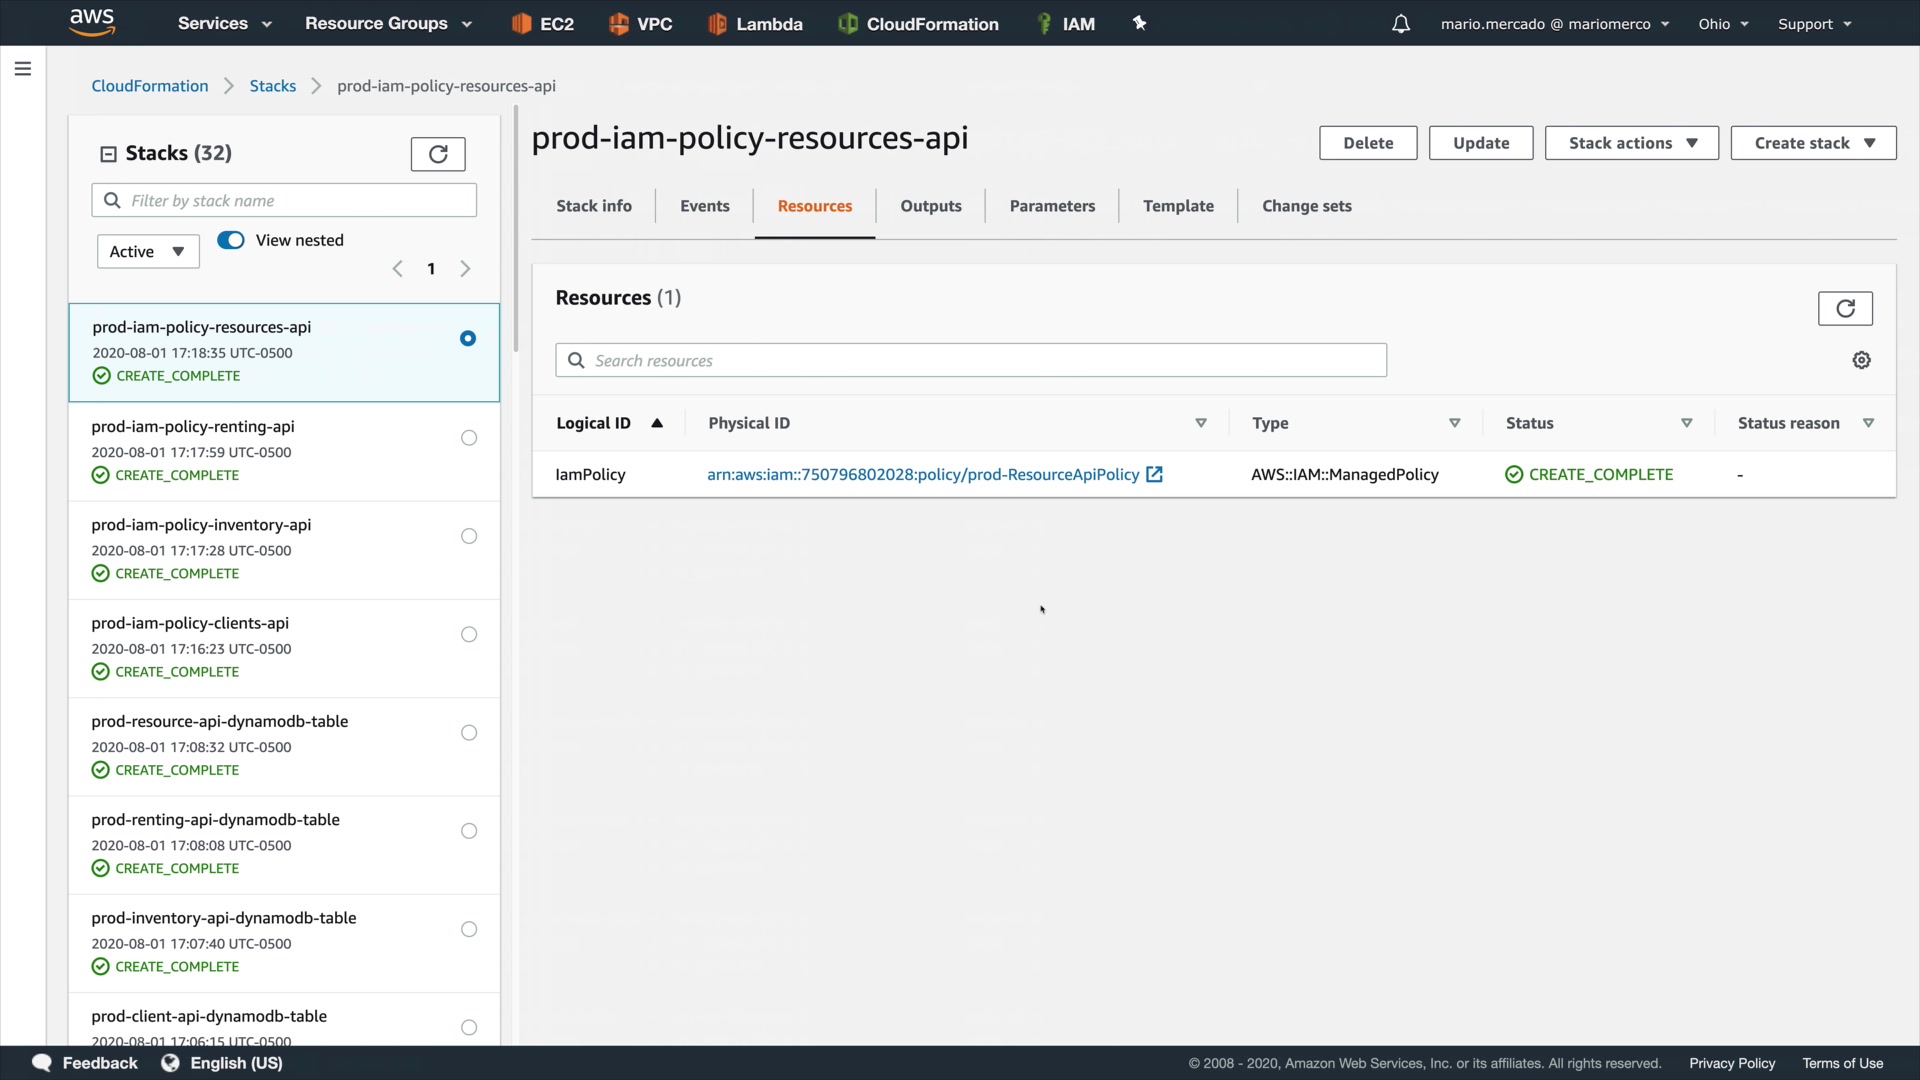 aws
Services
Resource Groups
EC2
VPC
Lambda
CloudFormation
IAM
mario.mercado @ mariomerco
Ohio
Support
CloudFormation
Stacks
prod-iam-policy-resources-api
Stacks (32)
Filter by stack name
Active
View nested
1
prod-iam-policy-resources-api
2020-08-01 17:18:35 UTC-0500
CREATE_COMPLETE
prod-iam-policy-renting-api
2020-08-01 17:17:59 UTC-0500
CREATE_COMPLETE
prod-iam-policy-inventory-api
2020-08-01 17:17:28 UTC-0500
CREATE_COMPLETE
prod-iam-policy-clients-api
2020-08-01 17:16:23 UTC-0500
CREATE_COMPLETE
prod-resource-api-dynamodb-table
2020-08-01 17:08:32 UTC-0500
CREATE_COMPLETE
prod-renting-api-dynamodb-table
2020-08-01 17:08:08 UTC-0500
CREATE_COMPLETE
prod-inventory-api-dynamodb-table
2020-08-01 17:07:40 UTC-0500
CREATE_COMPLETE
prod-client-api-dynamodb-table
2020-08-01 17:06:15 UTC-0500
prod-iam-policy-resources-api
Delete
Update
Stack actions
Create stack
Stack info
Events
Resources
Outputs
Parameters
Template
Change sets
Resources (1)
Search resources
Logical ID
Physical ID
Type
Status
Status reason
IamPolicy
arn:aws:iam::750796802028:policy/prod-ResourceApiPolicy
AWS::IAM::ManagedPolicy
CREATE_COMPLETE
-
Feedback
English (US)
© 2008 - 2020, Amazon Web Services, Inc. or its affiliates. All rights reserved.
Privacy Policy
Terms of Use